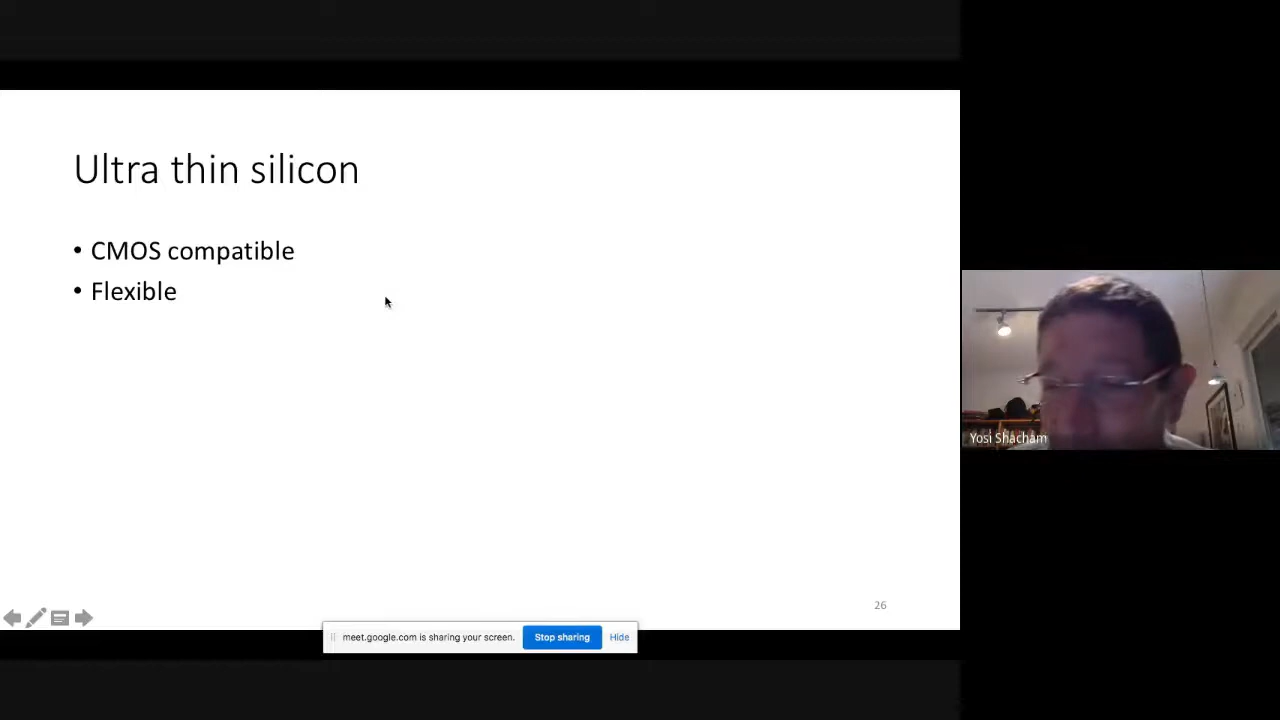 Ultra thin silicon
• CMOS compatible
• Flexible
Yosi Shacham
26
meet.google.com is sharing your screen.
Stop sharing
Hide